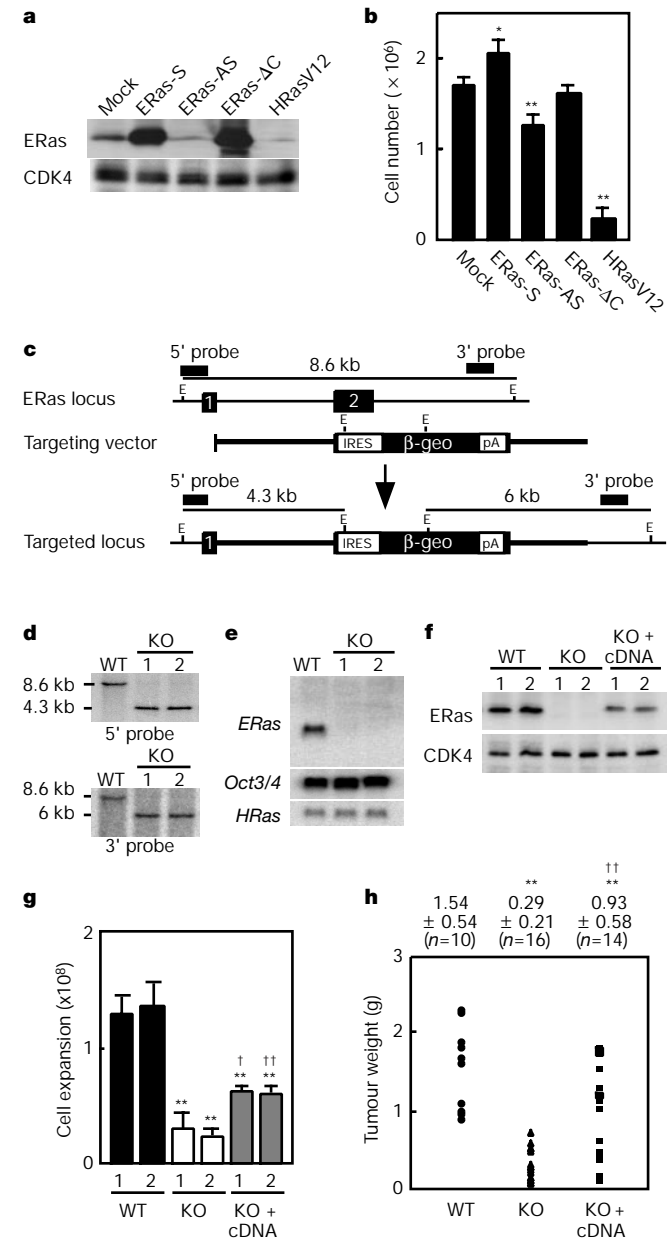 a
Mock
ERas-S
ERas-AS
ERas-ΔC
HRasV12
ERas
CDK4
b
Cell number ( × 10⁶)
2
1
0
*
**
**
Mock
ERas-S
ERas-AS
ERas-ΔC
HRasV12
c
5' probe
3' probe
8.6 kb
E
E
ERas locus
1
2
E
E
Targeting vector
IRES
β-geo
pA
5' probe
3' probe
4.3 kb
6 kb
E
E
E
E
Targeted locus
1
IRES
β-geo
pA
d
KO
WT 1 2
8.6 kb
4.3 kb
5' probe
KO
WT 1 2
8.6 kb
6 kb
3' probe
e
KO
WT 1 2
ERas
Oct3/4
HRas
f
KO +
WT KO cDNA
1 2 1 2 1 2
ERas
CDK4
g
Cell expansion (x10⁸)
2
1
0
** ** † ** †† **
1 2 1 2 1 2
WT KO KO +
cDNA
h
††
** **
1.54 0.29 0.93
± 0.54 ± 0.21 ± 0.58
(n=10) (n=16) (n=14)
Tumour weight (g)
3
2
1
0
WT KO KO +
cDNA